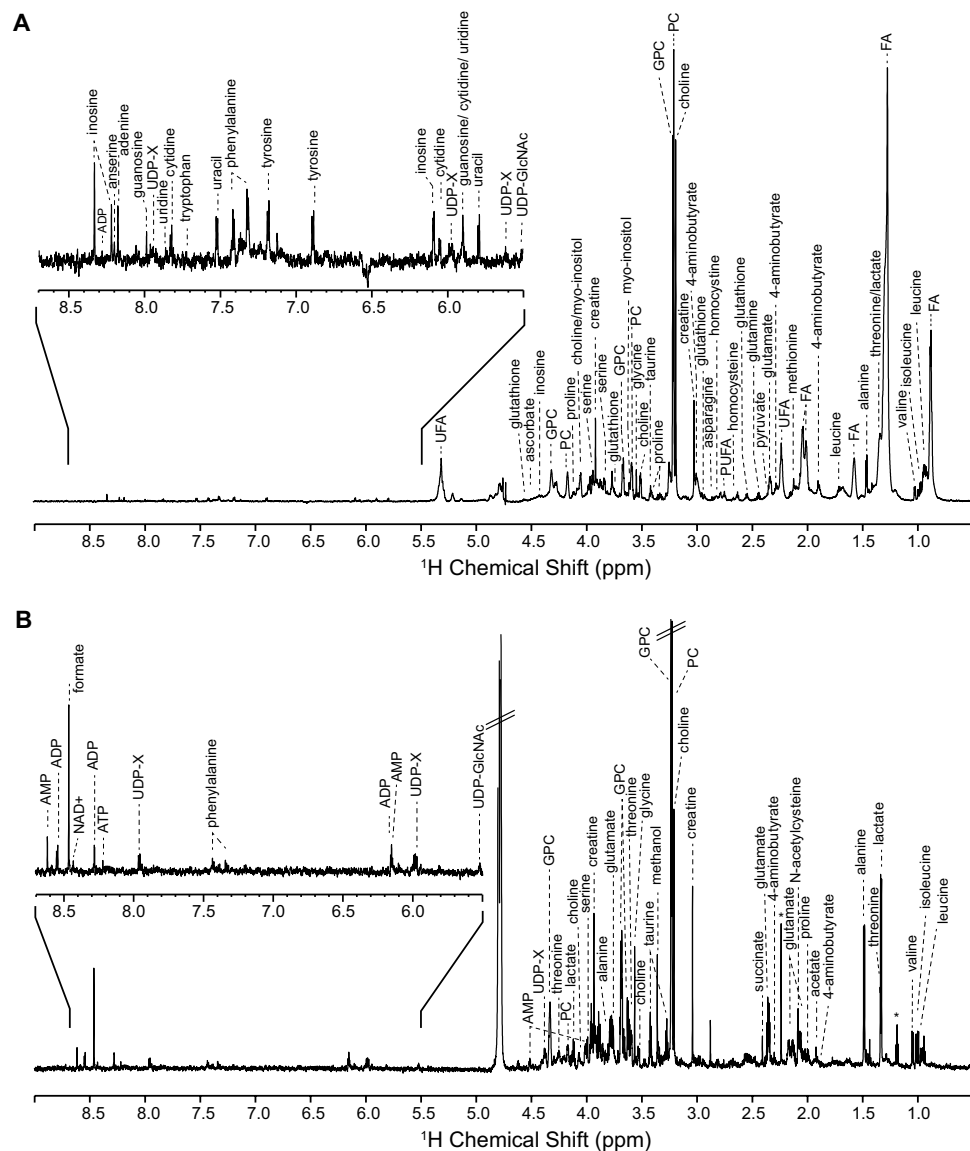 A
inosine
ADP
anserine
adenine
guanosine
UDP-X
uridine
cytidine
tryptophan
uracil
phenylalanine
tyrosine
tyrosine
inosine
cytidine
UDP-X
guanosine/ cytidine/ uridine
uracil
UDP-X
UDP-GlcNAc
8.5 8.0 7.5 7.0 6.5 6.0
UFA
glutathione
ascorbate
inosine
GPC
PC
proline
choline/myo-inositol
serine
creatine
serine
glutathione
GPC
myo-inositol
PC
glycine
choline
taurine
proline
GPC
PC
choline
creatine
4-aminobutyrate
glutathione
asparagine
homocystine
PUFA
homocysteine
glutathione
glutamine
pyruvate
glutamate
4-aminobutyrate
UFA
methionine
FA
4-aminobutyrate
leucine
FA
alanine
threonine/lactate
FA
valine
isoleucine
leucine
FA
8.5 8.0 7.5 7.0 6.5 6.0 5.5 5.0 4.5 4.0 3.5 3.0 2.5 2.0 1.5 1.0
¹H Chemical Shift (ppm)
B
AMP
ADP
formate
NAD+
ADP
ATP
UDP-X
phenylalanine
ADP
AMP
UDP-X
UDP-GlcNAc
8.5 8.0 7.5 7.0 6.5 6.0
AMP
UDP-X
GPC
threonine
PC
lactate
choline
serine
creatine
alanine
glutamate
GPC
threonine
glycine
choline
taurine
methanol
GPC
PC
choline
creatine
succinate
glutamate
4-aminobutyrate
*
glutamate
N-acetylcysteine
proline
acetate
4-aminobutyrate
alanine
threonine
lactate
*
valine
isoleucine
leucine
8.5 8.0 7.5 7.0 6.5 6.0 5.5 5.0 4.5 4.0 3.5 3.0 2.5 2.0 1.5 1.0
¹H Chemical Shift (ppm)